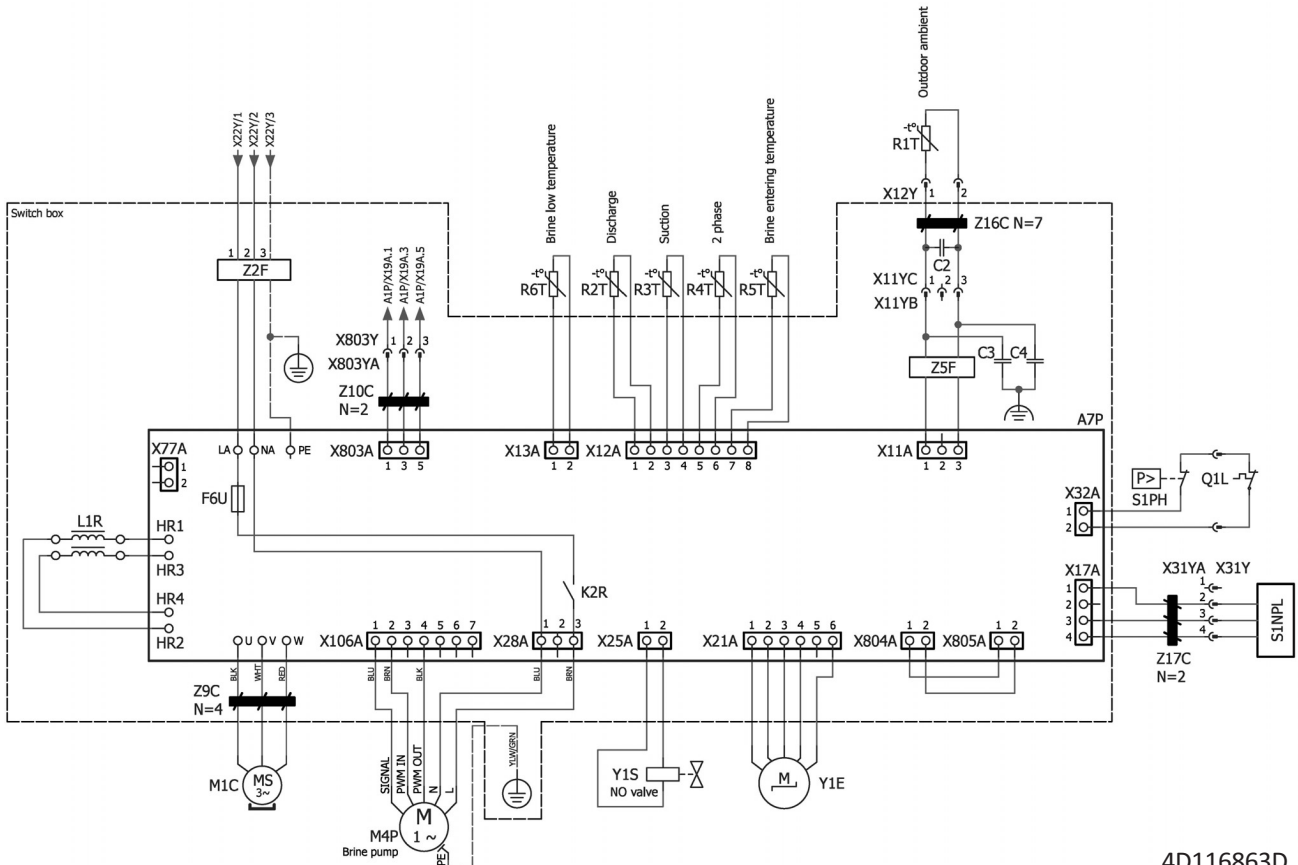 Outdoor ambient
-t°
R1T
X22Y/1
X22Y/2
X22Y/3
X12Y 1 2
Switch box
Brine low temperature
Discharge
Suction
2 phase
Brine entering temperature
Z16C N=7
C2
1 2 3
Z2F
A1P/X19A.1
A1P/X19A.3
A1P/X19A.5
-t° -t° -t° -t° -t°
R6T R2T R3T R4T R5T
X11YC 1 2 3
X11YB
X803Y 1 2 3
X803YA
C3 C4
Z5F
Z10C
N=2
A7P
X77A
1
2
LA NA PE
X803A
1 3 5
X13A
1 2
X12A
1 2 3 4 5 6 7 8
X11A
1 2 3
F6U
P>
S1PH
Q1L
X32A
1
2
L1R
HR1
HR3
HR4
HR2
K2R
X17A
1
2
3
4
X31YA X31Y
1
2
3
4
S1NPL
Z17C
N=2
U V W
X106A
1 2 3 4 5 6 7
X28A
1 2 3
X25A
1 2
X21A
1 2 3 4 5 6
X804A
1 2
X805A
1 2
BLK
WHT
RED
BLU
BRN
BLK
BLU
BRN
Z9C
N=4
SIGNAL
PWM IN
PWM OUT
N
L
YLW/GRN
M1C
MS
3~
M4P
Brine pump
M
1 ~
PE
Y1S
NO valve
M
Y1E
4D116863D